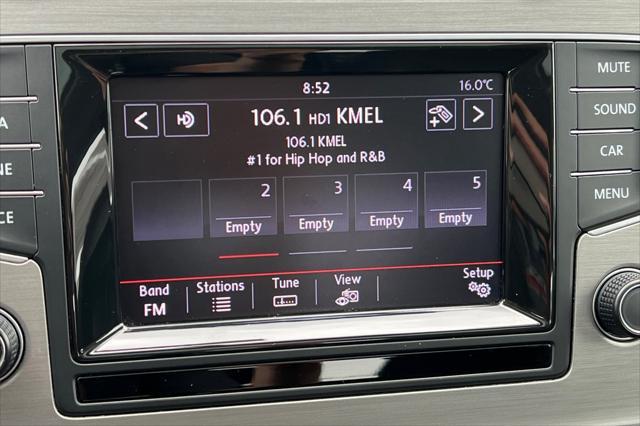 8:52
16.0°C
106.1 HD1 KMEL
106.1 KMEL
#1 for Hip Hop and R&B
2
3
4
5
Empty
Empty
Empty
Empty
Band
FM
Stations
Tune
View
Setup
MUTE
SOUND
CAR
MENU